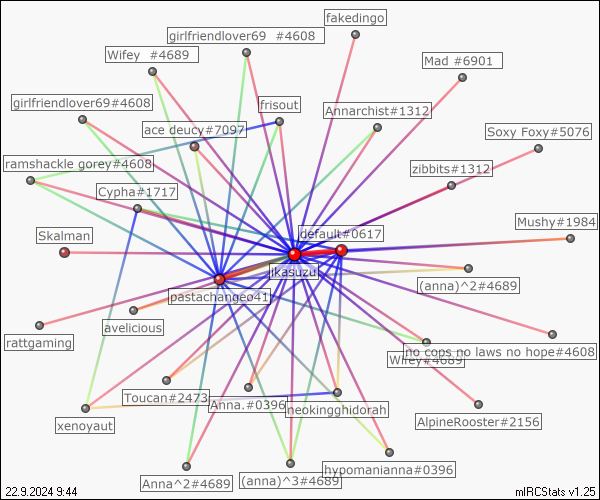 fakedingo
girlfriendlover69 #4608
Wifey #4689
Mad #6901
girlfriendlover69#4608
frisout
Annarchist#1312
ace deucy#7097
Soxy Foxy#5076
ramshackle gorey#4608
zibbits#1312
Cypha#1717
Mushy#1984
Skalman
default#0617
ikasuzu
(anna)^2#4689
pastachangeo41
avelicious
rattgaming
no cops no laws no hope#4608
Wifey#4689
Toucan#2473
Anna.#0396
neokingghidorah
xenoyaut
AlpineRooster#2156
hypomanianna#0396
Anna^2#4689
(anna)^3#4689
22.9.2024 9:44
mIRCStats v1.25